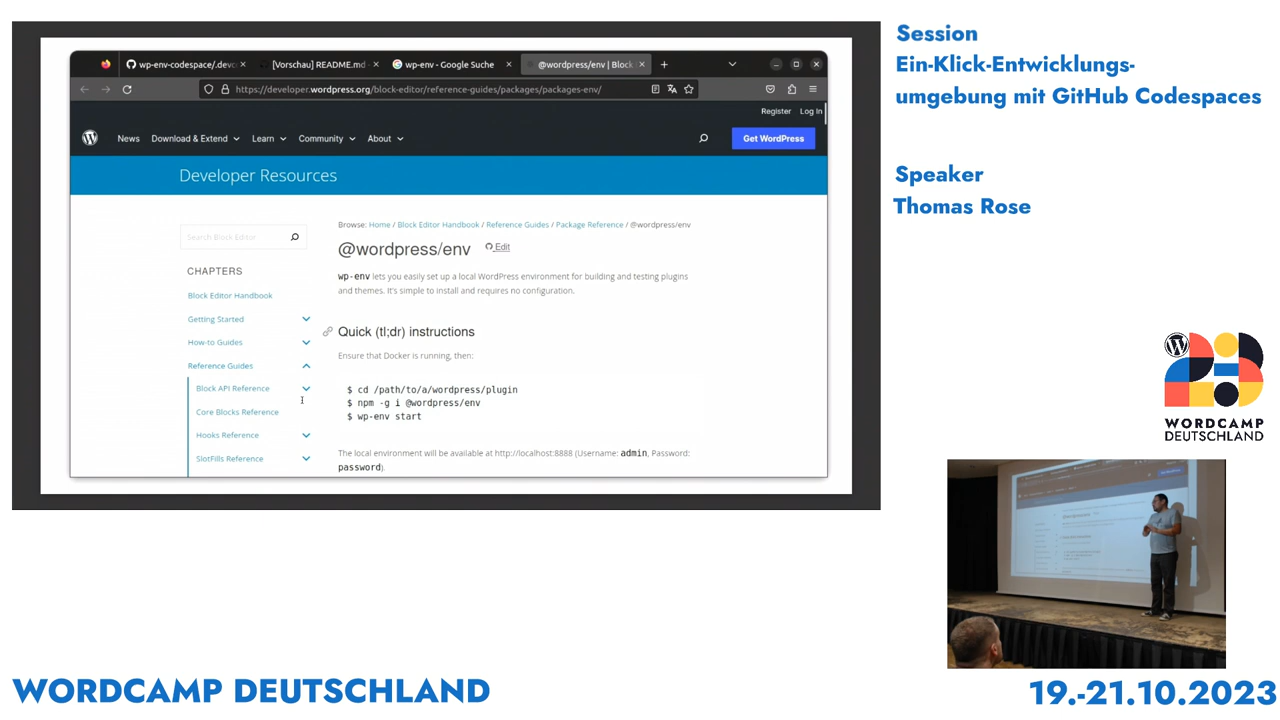 wp-env-codespace/.devc
[Vorschau] README.md
wp-env - Google Suche
@wordpress/env | Block
https://developer.wordpress.org/block-editor/reference-guides/packages/packages-env/
Register Log In
News Download & Extend Learn Community About
Get WordPress
Developer Resources
Search Block Editor
CHAPTERS
Block Editor Handbook
Getting Started
How-to Guides
Reference Guides
Block API Reference
Core Blocks Reference
Hooks Reference
SlotFills Reference
Browse: Home / Block Editor Handbook / Reference Guides / Package Reference / @wordpress/env
@wordpress/env Edit
wp-env lets you easily set up a local WordPress environment for building and testing plugins
and themes. It's simple to install and requires no configuration.
Quick (tl;dr) instructions
Ensure that Docker is running, then:
$ cd /path/to/a/wordpress/plugin
$ npm -g i @wordpress/env
$ wp-env start
The local environment will be available at http://localhost:8888 (Username: admin, Password:
password).
Session
Ein-Klick-Entwicklungs-
umgebung mit GitHub Codespaces
Speaker
Thomas Rose
WORDCAMP
DEUTSCHLAND
WORDCAMP DEUTSCHLAND
19.-21.10.2023